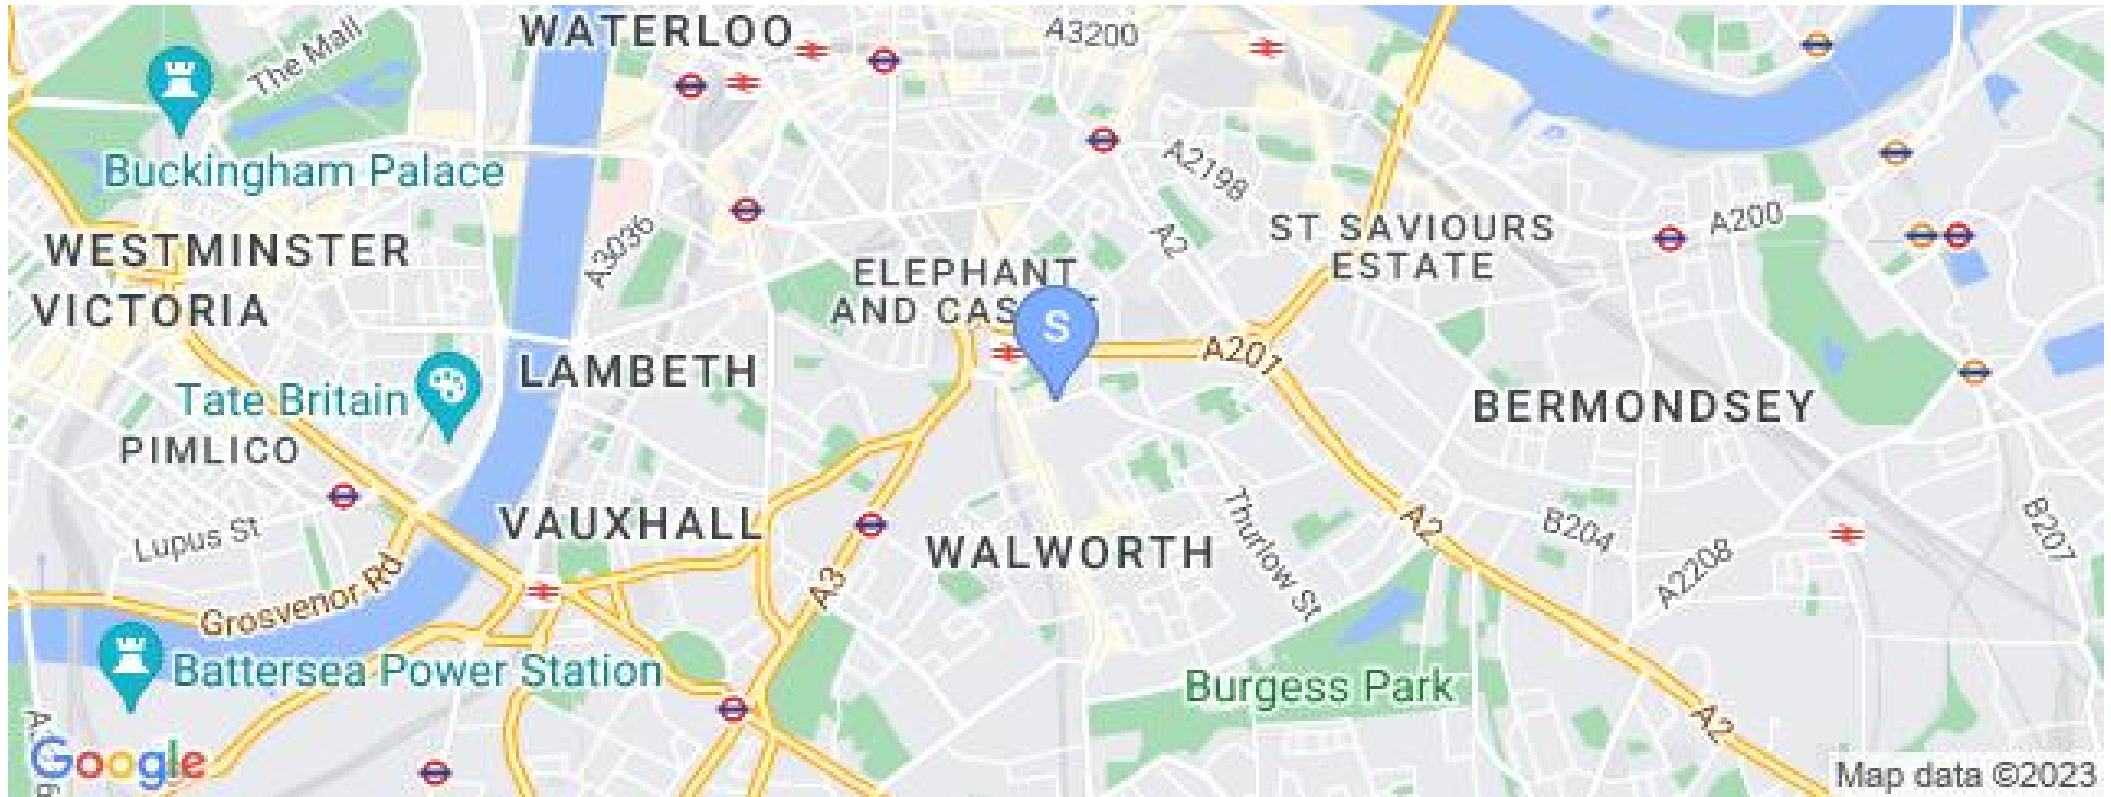 WATERLOO
A3200
The Mall
Buckingham Palace
A2198
A3036
A2
A200
ST SAVIOURS
ESTATE
WESTMINSTER
VICTORIA
ELEPHANT
AND CAS
S
A201
LAMBETH
Tate Britain
PIMLICO
BERMONDSEY
Lupus St
VAUXHALL
WALWORTH
Thurlow St
A2
B204
B207
A2208
A3
Grosvenor Rd
Battersea Power Station
Burgess Park
A2
Google
Map data ©2023